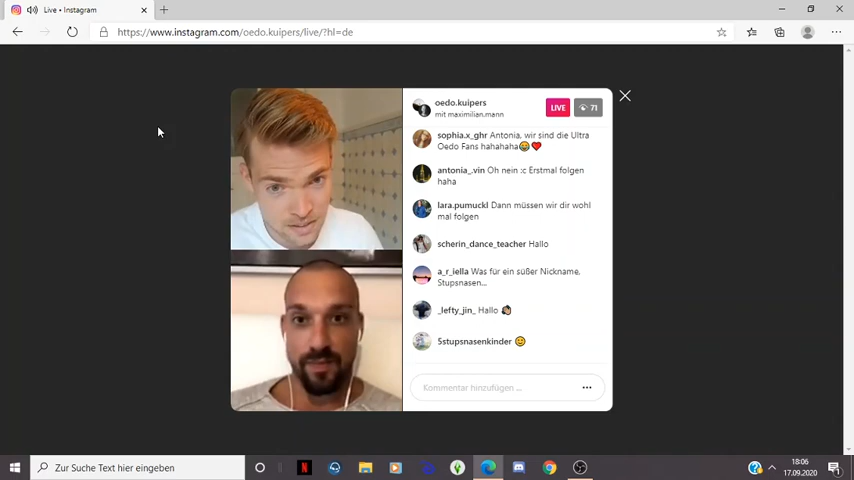 Live • Instagram
https://www.instagram.com/oedo.kuipers/live/?hl=de
oedo.kuipers
LIVE
71
mit maximilian.mann
sophia.x_ghr Antonia, wir sind die Ultra
Oedo Fans hahahaha😂❤️
antonia_.vin Oh nein :c Erstmal folgen
haha
lara.pumuckl Dann müssen wir dir wohl
mal folgen
scherin_dance_teacher Hallo
a_r_iella Was für ein süßer Nickname,
Stupsnasen...
_lefty_jin_ Hallo 👋🏿
5stupsnasenkinder 😊
Kommentar hinzufügen ...
Zur Suche Text hier eingeben
18:06
17.09.2020